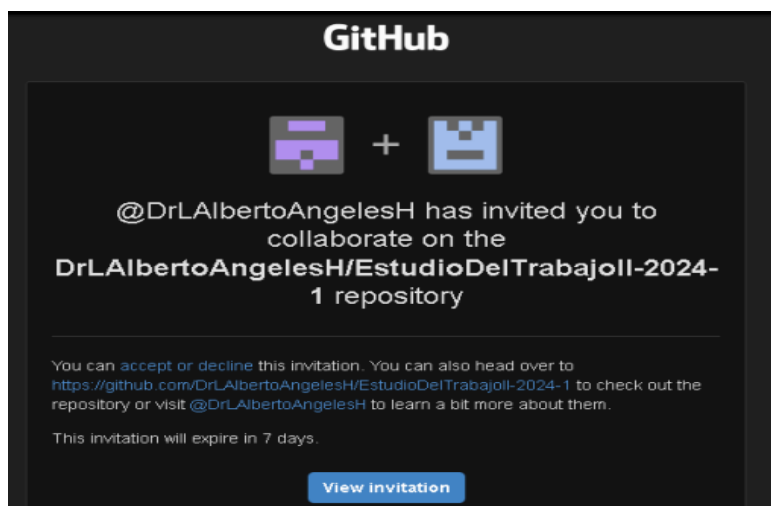 GitHub
+
@DrLAlbertoAngelesH has invited you to
collaborate on the
DrLAlbertoAngelesH/EstudioDelTrabajoII-2024-
1 repository
You can accept or decline this invitation. You can also head over to
https://github.com/DrLAlbertoAngelesH/EstudioDelTrabajoII-2024-1 to check out the
repository or visit @DrLAlbertoAngelesH to learn a bit more about them.
This invitation will expire in 7 days.
View invitation